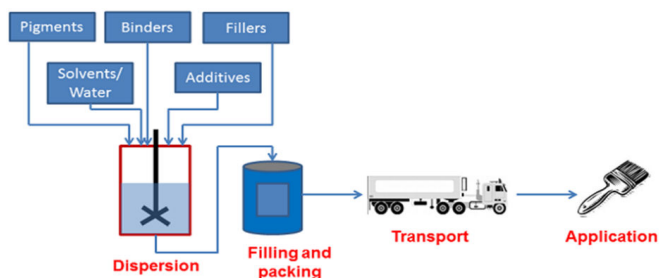 Pigments
Binders
Fillers
Solvents/
Water
Additives
Dispersion
Filling and
packing
Transport
Application